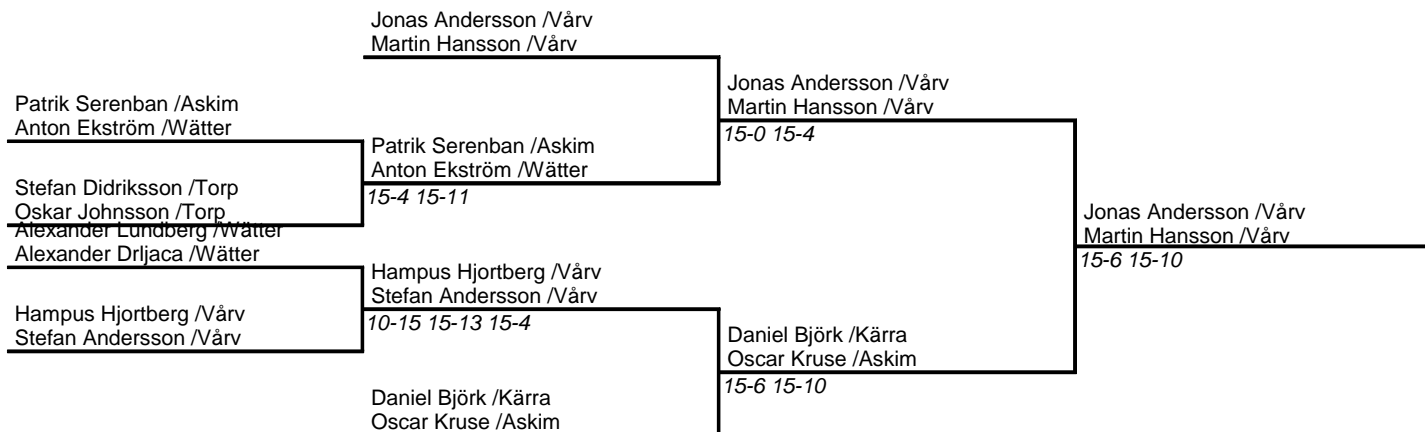 Jonas Andersson /Vårv
Martin Hansson /Vårv
Patrik Serenban /Askim
Anton Ekström /Wätter
Stefan Didriksson /Torp
Oskar Johnsson /Torp
Alexander Lundberg /Wätter
Alexander Drljaca /Wätter
Hampus Hjortberg /Vårv
Stefan Andersson /Vårv
Patrik Serenban /Askim
Anton Ekström /Wätter
15-4 15-11
Hampus Hjortberg /Vårv
Stefan Andersson /Vårv
10-15 15-13 15-4
Daniel Björk /Kärra
Oscar Kruse /Askim
Jonas Andersson /Vårv
Martin Hansson /Vårv
15-0 15-4
Daniel Björk /Kärra
Oscar Kruse /Askim
15-6 15-10
Jonas Andersson /Vårv
Martin Hansson /Vårv
15-6 15-10